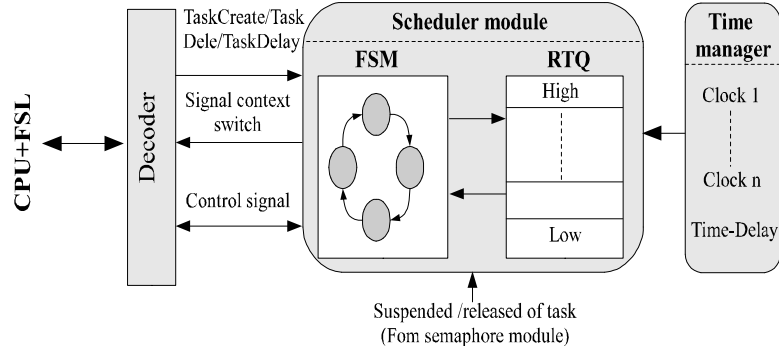 CPU+FSL
Decoder
TaskCreate/Task
Dele/TaskDelay
Signal context
switch
Control signal
Scheduler module
FSM
RTQ
High
Low
Suspended /released of task
(Fom semaphore module)
Time
manager
Clock 1
Clock n
Time-Delay